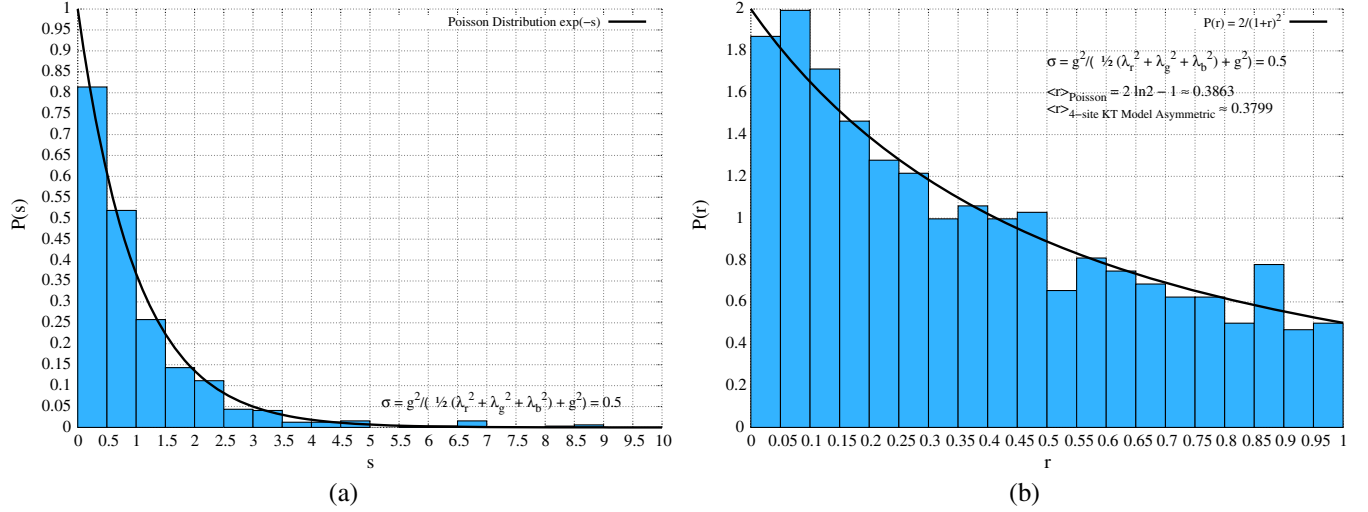 Poisson Distribution exp(−s)
1
0.95
0.9
0.85
0.8
0.75
0.7
0.65
0.6
0.55
0.5
0.45
0.4
0.35
0.3
0.25
0.2
0.15
0.1
0.05
0
P(s)
σ = g²/( ½ (λᵣ² + λ_g² + λ_b²) + g²) = 0.5
0 0.5 1 1.5 2 2.5 3 3.5 4 4.5 5 5.5 6 6.5 7 7.5 8 8.5 9 9.5 10
s
(a)
P(r) = 2/(1+r)²
σ = g²/( ½ (λᵣ² + λ_g² + λ_b²) + g²) = 0.5
<r>Poisson = 2 ln2 − 1 ≈ 0.3863
<r>4−site KT Model Asymmetric ≈ 0.3799
2
1.8
1.6
1.4
1.2
1
0.8
0.6
0.4
0.2
0
P(r)
0 0.05 0.1 0.15 0.2 0.25 0.3 0.35 0.4 0.45 0.5 0.55 0.6 0.65 0.7 0.75 0.8 0.85 0.9 0.95 1
r
(b)